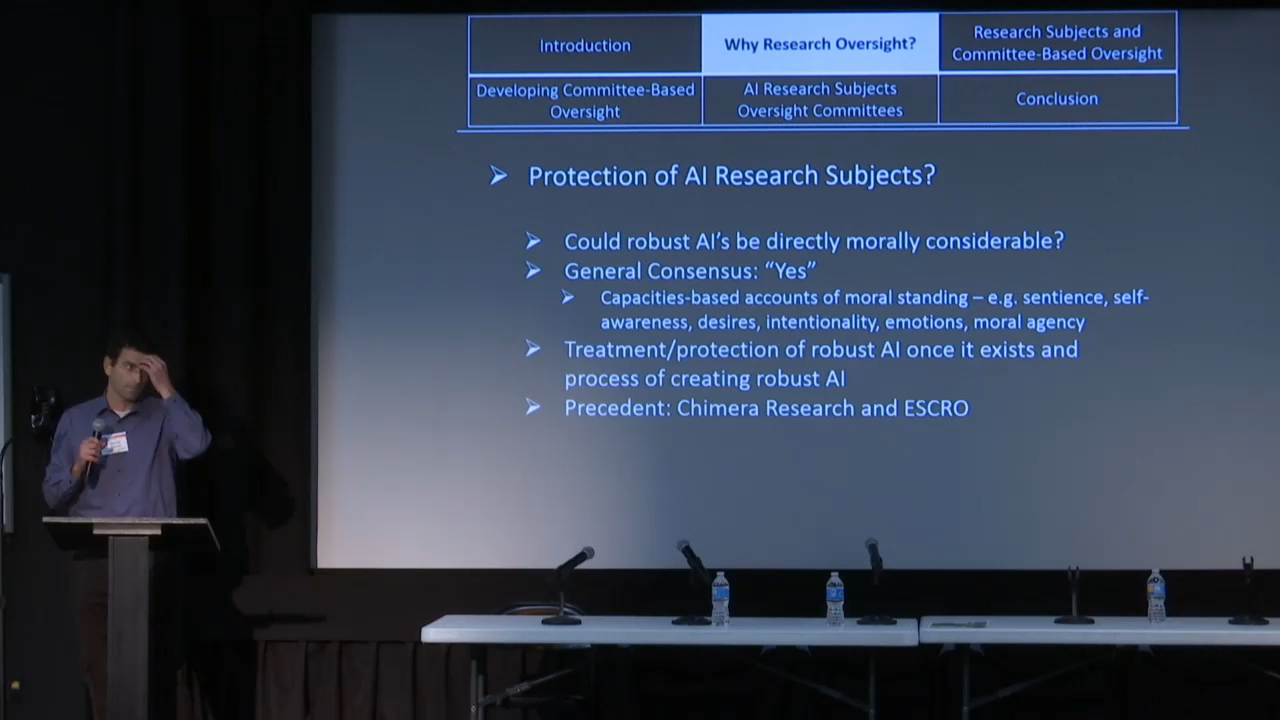 Introduction
Why Research Oversight?
Research Subjects and
Committee-Based Oversight
Developing Committee-Based
Oversight
AI Research Subjects
Oversight Committees
Conclusion
Protection of AI Research Subjects?
Could robust AI's be directly morally considerable?
General Consensus: “Yes”
Capacities-based accounts of moral standing – e.g. sentience, self-
awareness, desires, intentionality, emotions, moral agency
Treatment/protection of robust AI once it exists and
process of creating robust AI
Precedent: Chimera Research and ESCRO